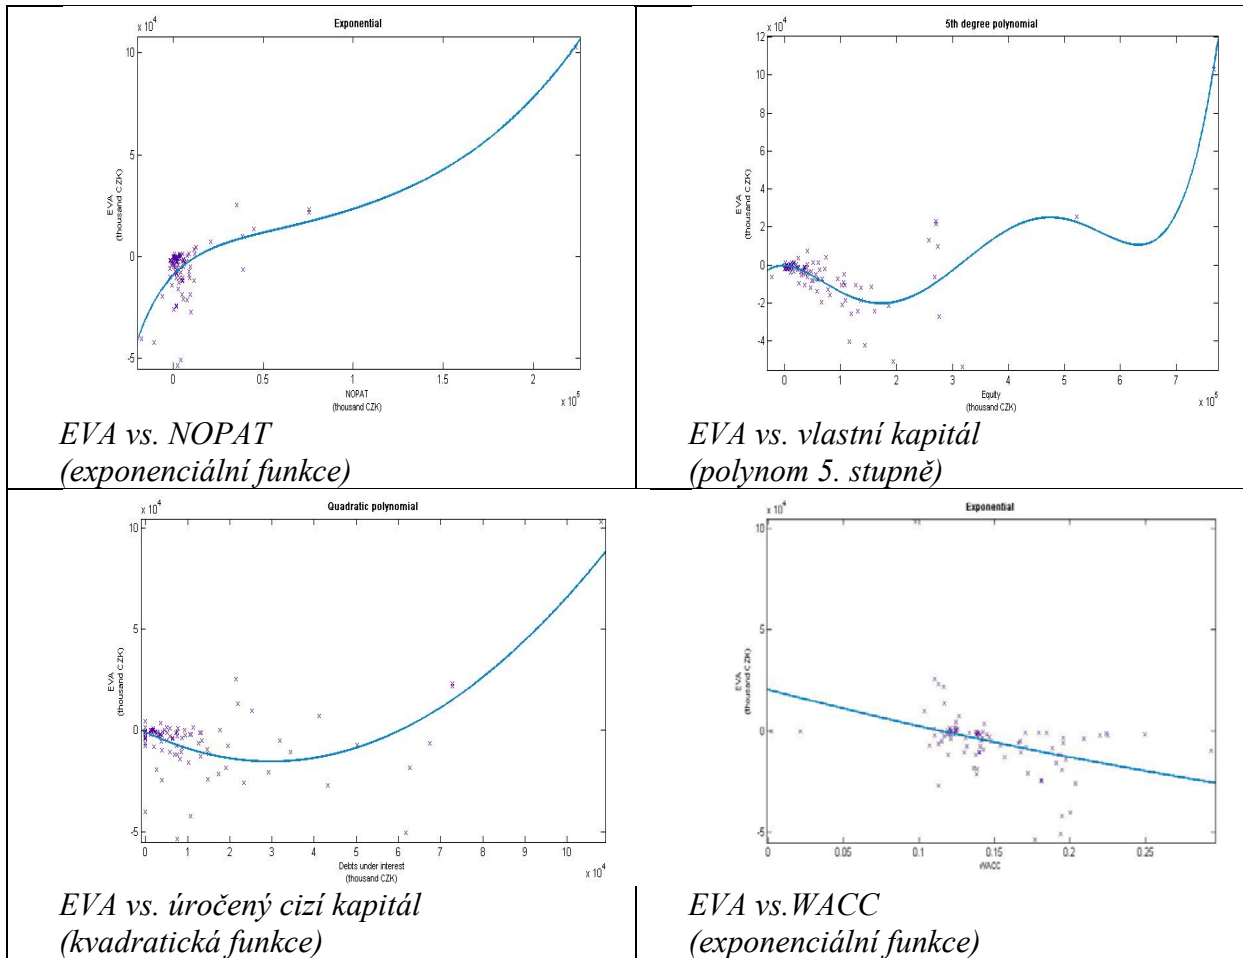 Exponential
x 10^4
10
5
0
-5
EVA
(thousand CZK)
0 0.5 1 1.5 2
NOPAT
(thousand CZK)
x 10^5
EVA vs. NOPAT
(exponenciální funkce)
5th degree polynomial
x 10^4
12
10
8
6
4
2
0
-2
-4
EVA
(thousand CZK)
0 1 2 3 4 5 6 7
Equity
(thousand CZK)
x 10^5
EVA vs. vlastní kapitál
(polynom 5. stupně)
Quadratic polynomial
x 10^4
10
5
0
-5
EVA
(thousand CZK)
0 1 2 3 4 5 6 7 8 9 10
Debts under interest
(thousand CZK)
x 10^4
EVA vs. úročený cizí kapitál
(kvadratická funkce)
Exponential
x 10^4
10
5
0
-5
EVA
(thousand CZK)
0 0.05 0.1 0.15 0.2 0.25
WACC
EVA vs.WACC
(exponenciální funkce)